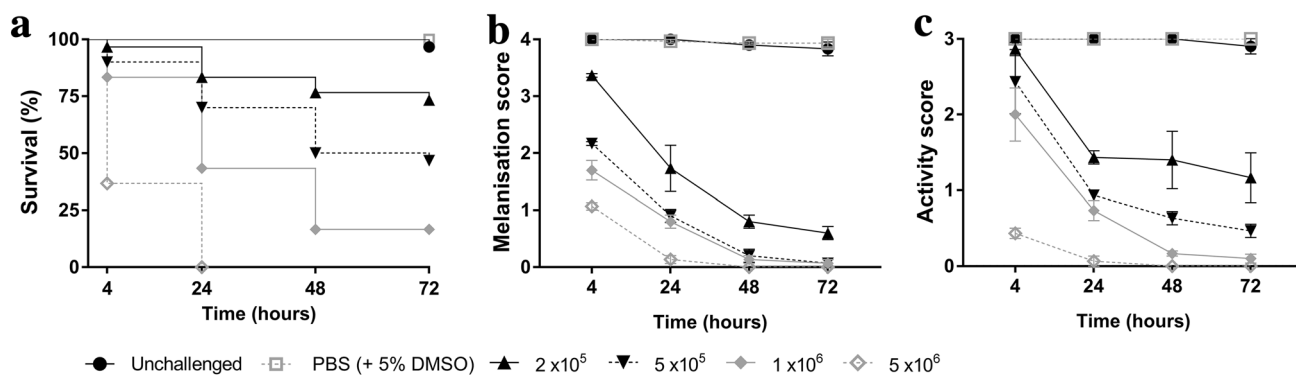 a
100
75
50
25
0
Survival (%)
4 24 48 72
Time (hours)
b
4
3
2
1
0
Melanisation score
4 24 48 72
Time (hours)
c
3
2
1
0
Activity score
4 24 48 72
Time (hours)
Unchallenged PBS (+ 5% DMSO) 2 x10⁵ 5 x10⁵ 1 x10⁶ 5 x10⁶